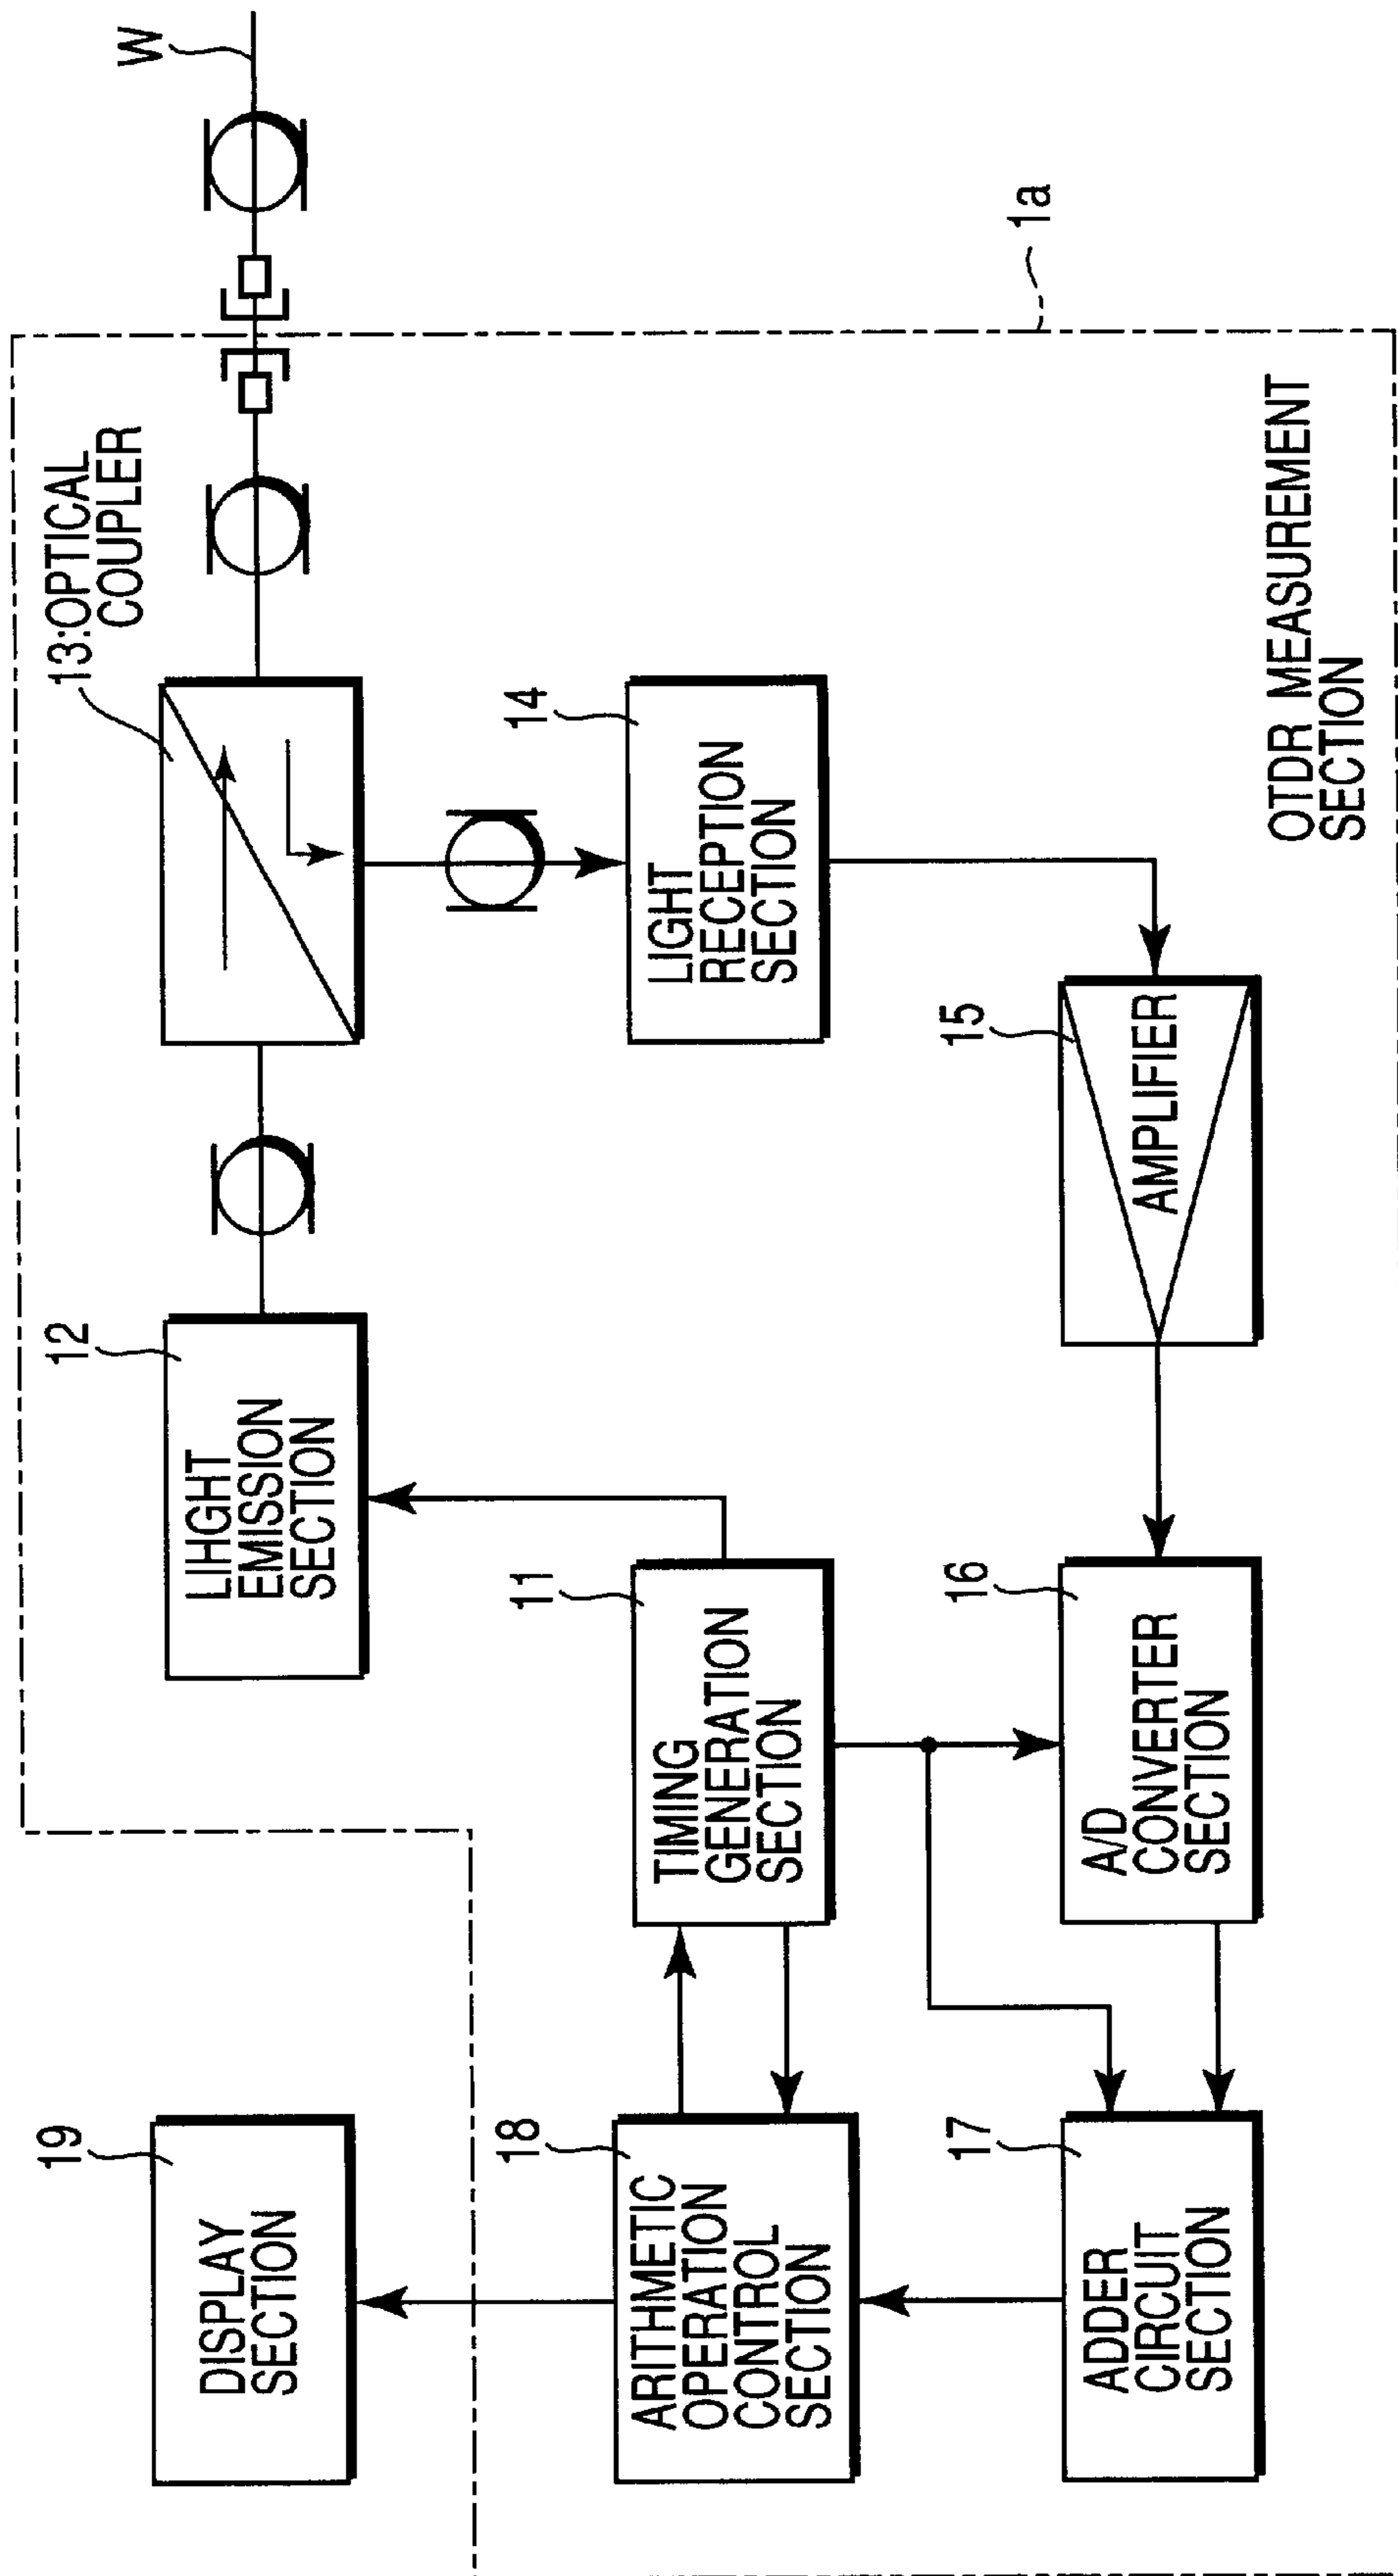 W
13:OPTICAL
COUPLER
1a
12
LIHGHT
EMISSION
SECTION
14
LIGHT
RECEPTION
SECTION
19
DISPLAY
SECTION
11
TIMING
GENERATION
SECTION
18
ARITHMETIC
OPERATION
CONTROL
SECTION
15
AMPLIFIER
16
A/D
CONVERTER
SECTION
17
ADDER
CIRCUIT
SECTION
OTDR MEASUREMENT
SECTION